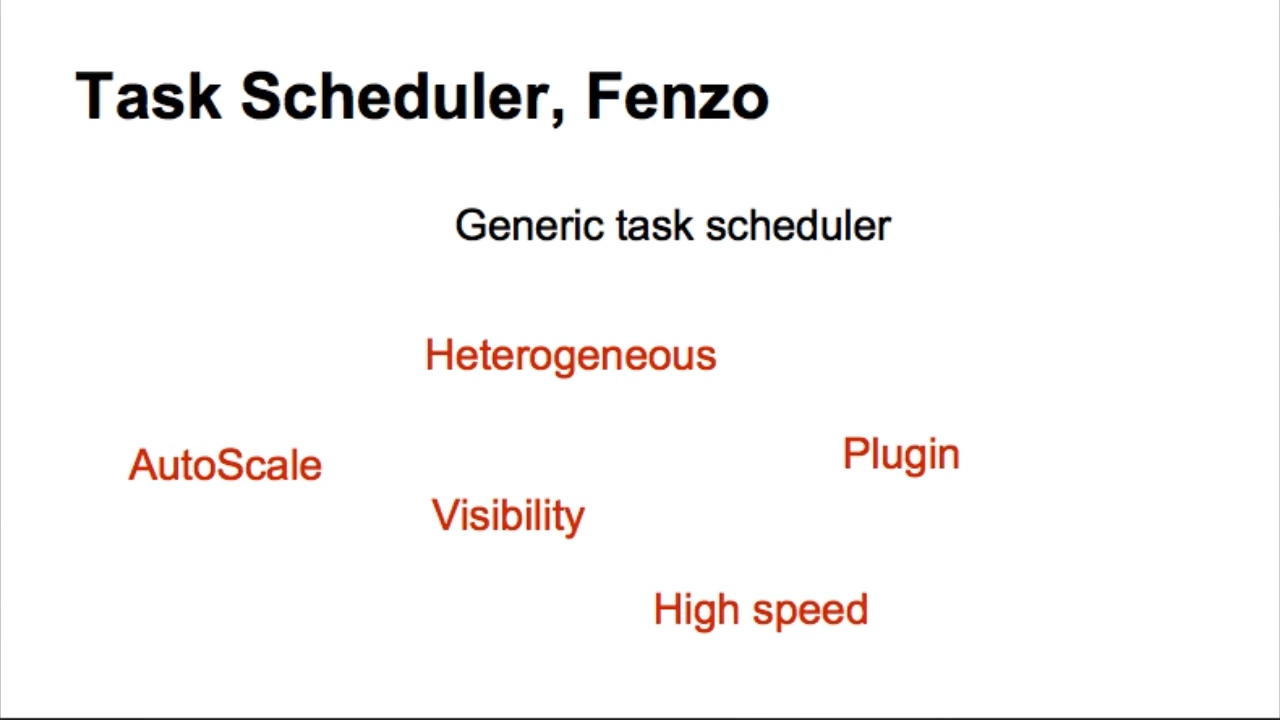 Task Scheduler, Fenzo
Generic task scheduler
Heterogeneous
Plugin
AutoScale
Visibility
High speed